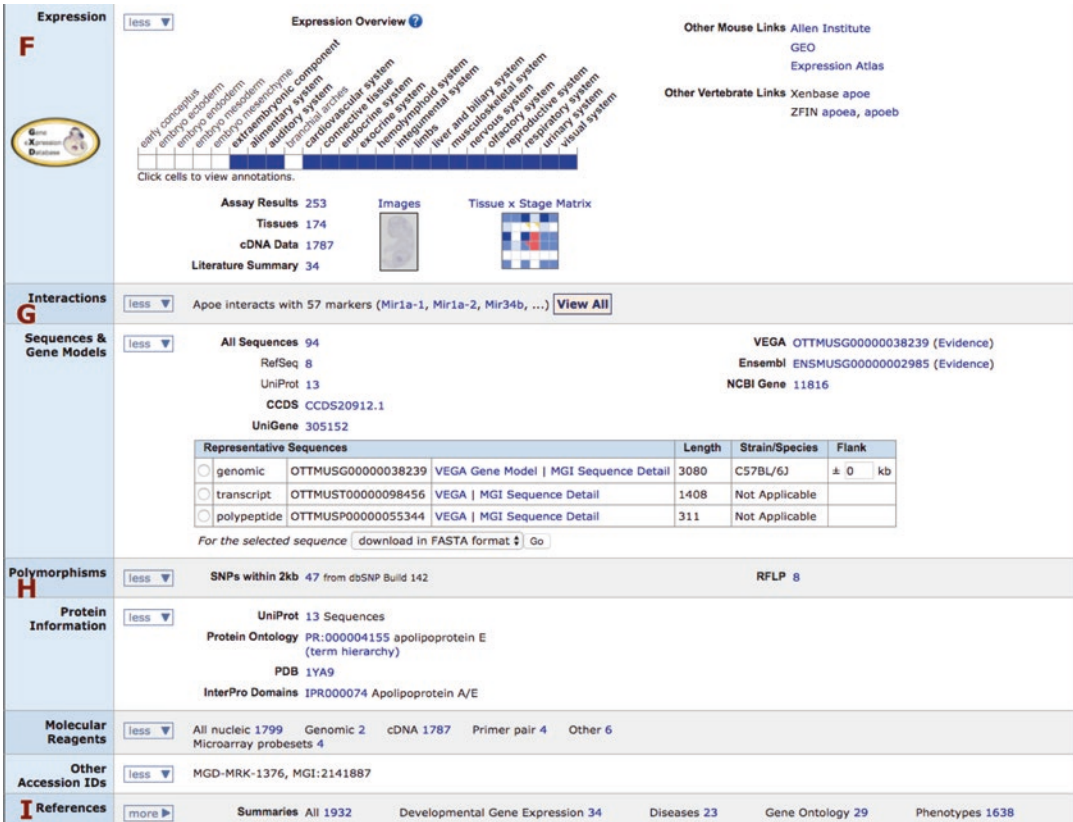 Expression
F
less ▼
Expression Overview ?
early conceptus
embryo ectoderm
embryo endoderm
embryo mesoderm
embryo mesenchyme
extraembryonic component
alimentary system
auditory system
branchial arches
cardiovascular system
connective tissue
endocrine system
exocrine system
hemolymphoid system
integumental system
limbs
liver and biliary system
musculoskeletal system
nervous system
olfactory system
reproductive system
respiratory system
urinary system
visual system
Click cells to view annotations.
Gene
eXpression
Database
Assay Results 253
Tissues 174
cDNA Data 1787
Literature Summary 34
Images
Tissue x Stage Matrix
Other Mouse Links Allen Institute
GEO
Expression Atlas
Other Vertebrate Links Xenbase apoe
ZFIN apoea, apoeb
Interactions
G
less ▼
Apoe interacts with 57 markers (Mir1a-1, Mir1a-2, Mir34b, ...) View All
Sequences &
Gene Models
less ▼
All Sequences 94
RefSeq 8
UniProt 13
CCDS CCDS20912.1
UniGene 305152
VEGA OTTMUSG00000038239 (Evidence)
Ensembl ENSMUSG00000002985 (Evidence)
NCBI Gene 11816
Representative Sequences Length Strain/Species Flank
genomic OTTMUSG00000038239 VEGA Gene Model | MGI Sequence Detail 3080 C57BL/6J ± 0 kb
transcript OTTMUST00000098456 VEGA | MGI Sequence Detail 1408 Not Applicable
polypeptide OTTMUSP00000055344 VEGA | MGI Sequence Detail 311 Not Applicable
For the selected sequence download in FASTA format Go
Polymorphisms
H
less ▼
SNPs within 2kb 47 from dbSNP Build 142
RFLP 8
Protein
Information
less ▼
UniProt 13 Sequences
Protein Ontology PR:000004155 apolipoprotein E
(term hierarchy)
PDB 1YA9
InterPro Domains IPR000074 Apolipoprotein A/E
Molecular
Reagents
less ▼
All nucleic 1799 Genomic 2 cDNA 1787 Primer pair 4 Other 6
Microarray probesets 4
Other
Accession IDs
less ▼
MGD-MRK-1376, MGI:2141887
I References
more ▶
Summaries All 1932 Developmental Gene Expression 34 Diseases 23 Gene Ontology 29 Phenotypes 1638